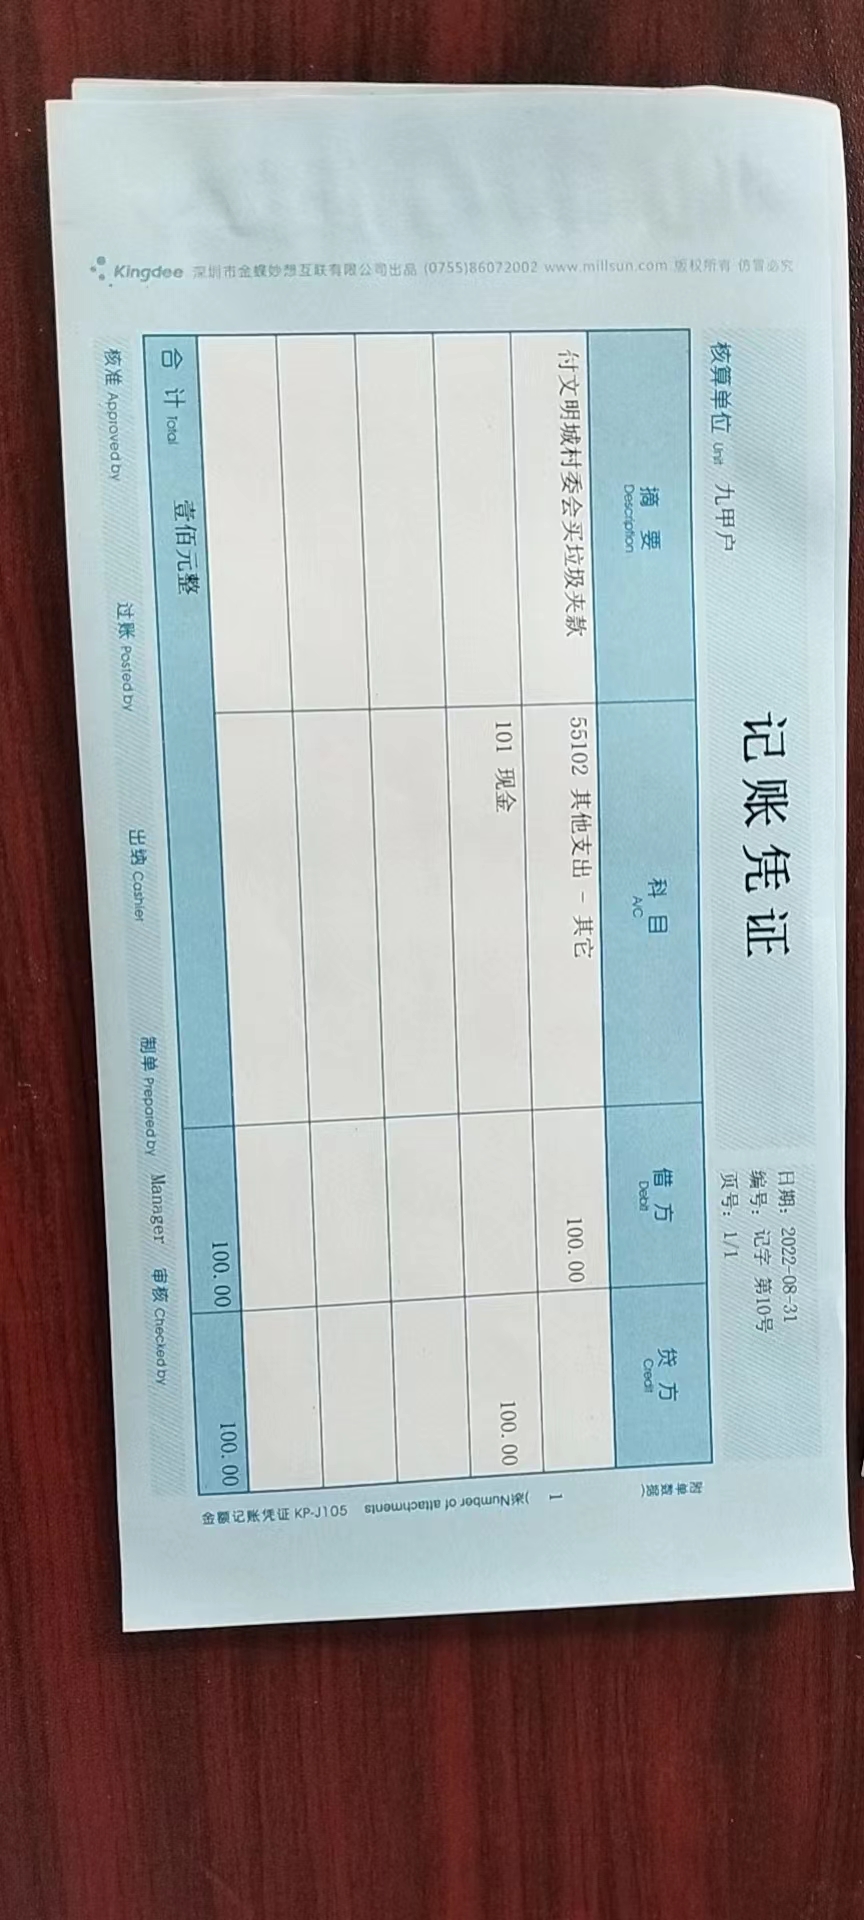 记账凭证
日期: 2022-08-31
编号: 记字 第10号
核算单位 Unit 九甲户
页号: 1/1
摘要 科目 借方 贷方
Description A/C Debit Credit
附单数据(
付文明城村委会买垃圾夹款 55102 其他支出 - 其它 100.00
1
101 现金 100.00
张)Number of attachments
合计 Total 壹佰元整 100.00 100.00
金额记账凭证 KP-J105
核准 Approved by 过账 Posted by 出纳 Cashier 制单 Prepared by Manager 审核 Checked by
Kingdee 深圳市金蝶妙想互联有限公司出品 (0755)86072002 www.millsun.com 版权所有 仿冒必究